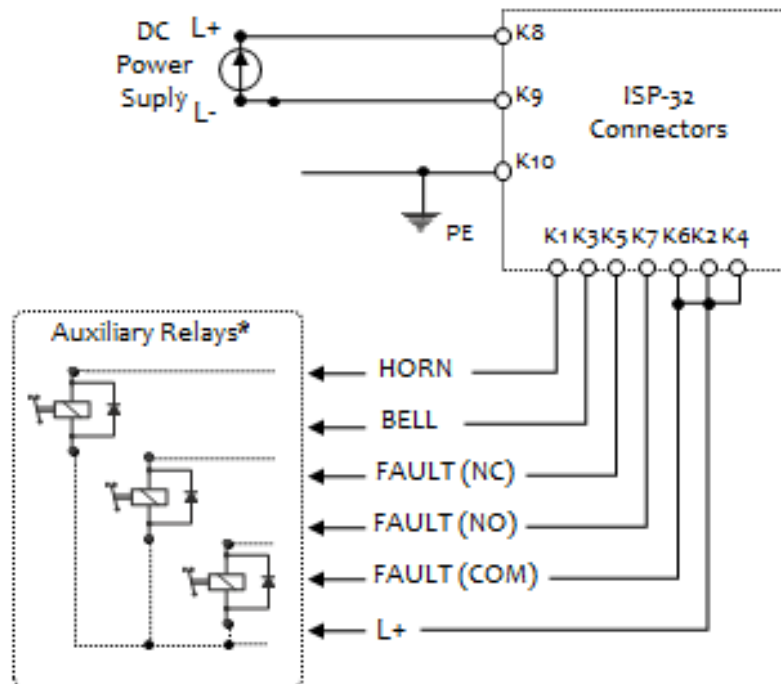 DC
Power
Suplÿ
L+
L-
K8
K9
K10
ISP-32
Connectors
PE
K1 K3 K5 K7 K6 K2 K4
Auxiliary Relays*
HORN
BELL
FAULT (NC)
FAULT (NO)
FAULT (COM)
L+